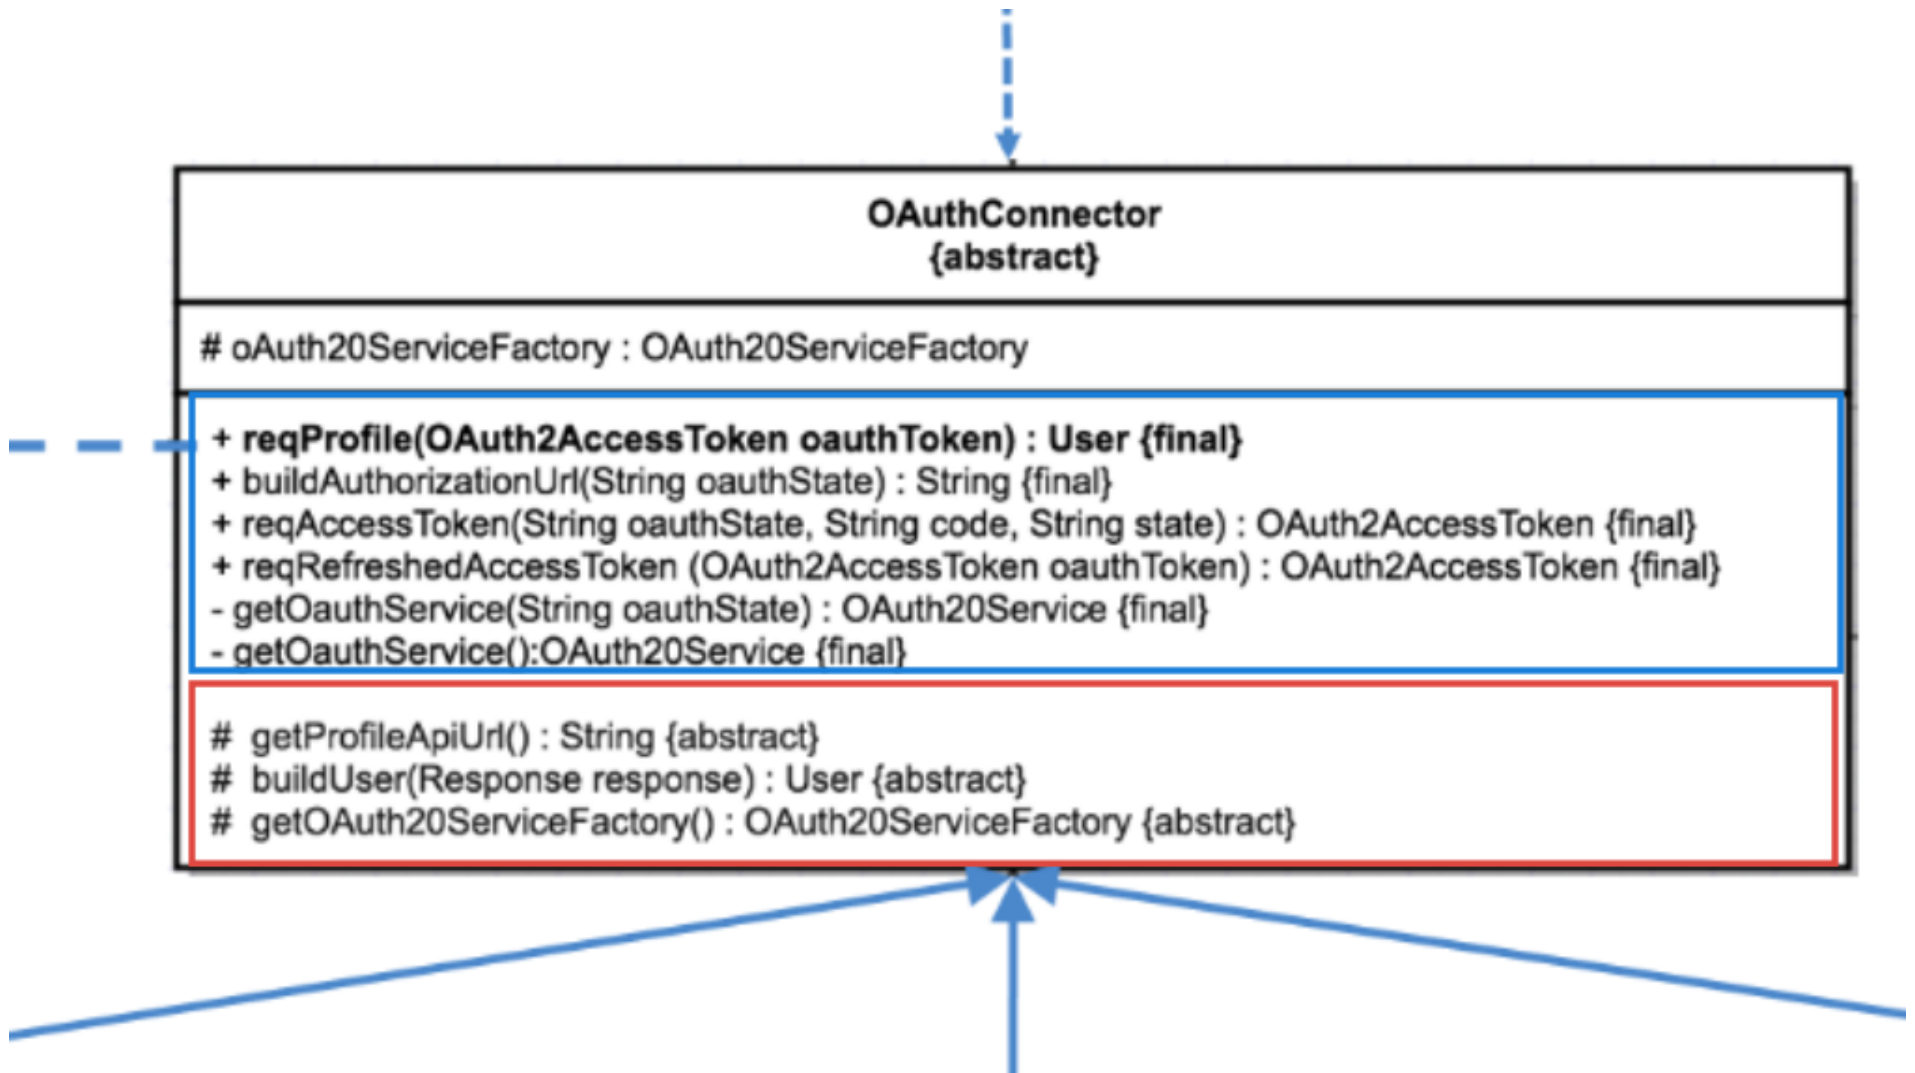 OAuthConnector
{abstract}
# oAuth20ServiceFactory : OAuth20ServiceFactory
+ reqProfile(OAuth2AccessToken oauthToken) : User {final}
+ buildAuthorizationUrl(String oauthState) : String {final}
+ reqAccessToken(String oauthState, String code, String state) : OAuth2AccessToken {final}
+ reqRefreshedAccessToken (OAuth2AccessToken oauthToken) : OAuth2AccessToken {final}
- getOauthService(String oauthState) : OAuth20Service {final}
- getOauthService():OAuth20Service {final}
# getProfileApiUrl() : String {abstract}
# buildUser(Response response) : User {abstract}
# getOAuth20ServiceFactory() : OAuth20ServiceFactory {abstract}